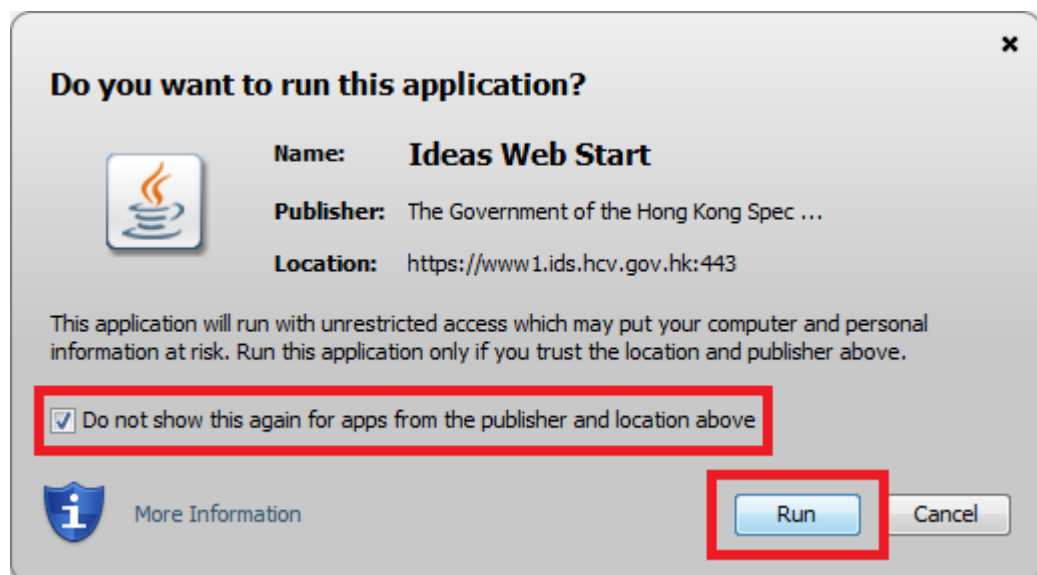 Do you want to run this application?
Name: Ideas Web Start
Publisher: The Government of the Hong Kong Spec ...
Location: https://www1.ids.hcv.gov.hk:443
This application will run with unrestricted access which may put your computer and personal
information at risk. Run this application only if you trust the location and publisher above.
Do not show this again for apps from the publisher and location above
More Information
Run Cancel